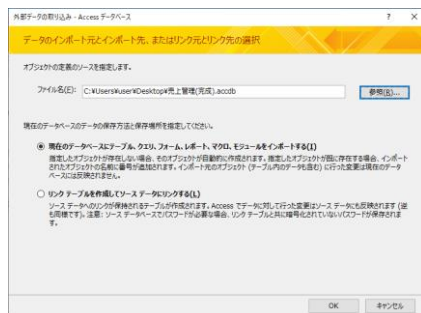 外部データの取り込み - Access データベース
? ×
データのインポート元とインポート先、またはリンク元とリンク先の選択
オブジェクトの定義のソースを指定します。
ファイル名(F): C:¥Users¥user¥Desktop¥売上管理(完成).accdb 参照(R)...
現在のデータベースのデータの保存方法と保存場所を指定してください。
現在のデータベースにテーブル、クエリ、フォーム、レポート、マクロ、モジュールをインポートする(I)
指定したオブジェクトが存在しない場合、そのオブジェクトが自動的に作成されます。指定したオブジェクトが既に存在する場合、インポート
されたオブジェクトの名前に番号が追加されます。インポート元のオブジェクト (テーブル内のデータも含む) に行った変更は現在のデータ
ベースには反映されません。
リンク テーブルを作成してソース データにリンクする(L)
ソース データへのリンクが保持されるテーブルが作成されます。Access でデータに対して行った変更はソース データにも反映されます (逆
も同様です)。注意: ソース データベースでパスワードが必要な場合、リンク テーブルと共に暗号化されていないパスワードが保存されま
す。
OK キャンセル